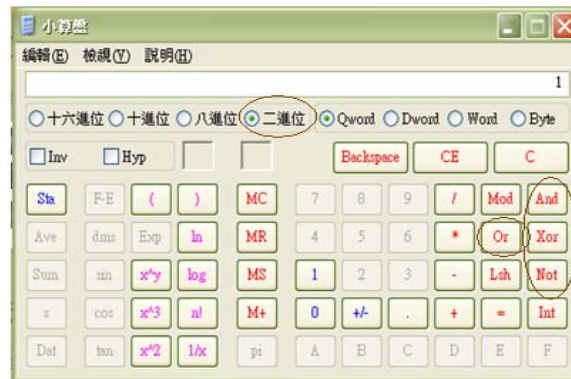 小算盤
編輯(E) 檢視(V) 說明(H)
1
十六進位 十進位 八進位 二進位 Qword Dword Word Byte
Inv Hyp Backspace CE C
Sta F-E ( ) MC 7 8 9 / Mod And
Ave dms Exp ln MR 4 5 6 * Or Xor
Sum sin x^y log MS 1 2 3 - Lsh Not
s cos x^3 n! M+ 0 +/- . + = Int
Dat tan x^2 1/x pi A B C D E F